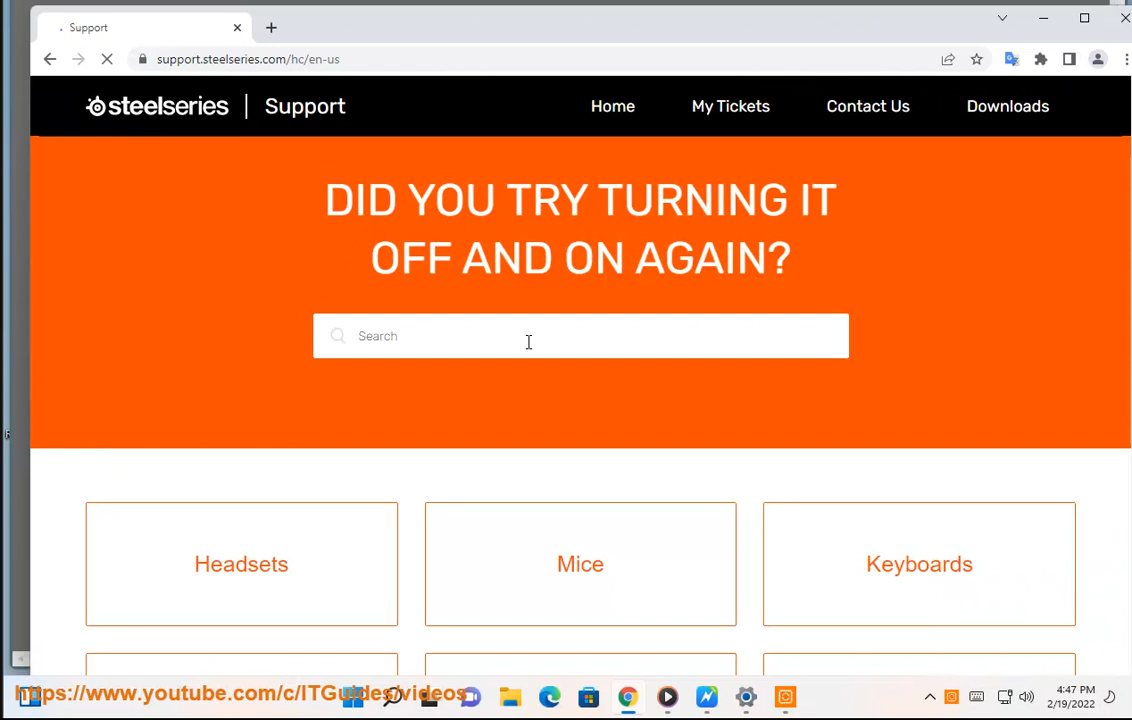 Support
support.steelseries.com/hc/en-us
steelseries | Support Home My Tickets Contact Us Downloads
DID YOU TRY TURNING IT
OFF AND ON AGAIN?
Search
Headsets Mice Keyboards
https://www.youtube.com/c/ITGuides/videos
4:47 PM
2/19/2022